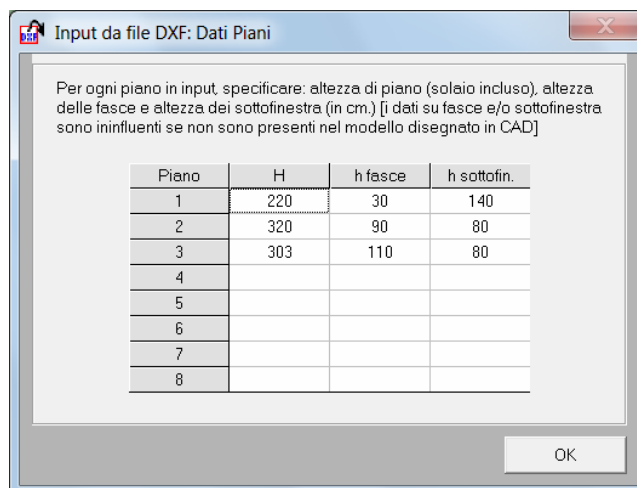 Input da file DXF: Dati Piani
Per ogni piano in input, specificare: altezza di piano (solaio incluso), altezza
delle fasce e altezza dei sottofinestra (in cm.) [i dati su fasce e/o sottofinestra
sono ininfluenti se non sono presenti nel modello disegnato in CAD]
Piano H h fasce h sottofin.
1 220 30 140
2 320 90 80
3 303 110 80
4
5
6
7
8
OK